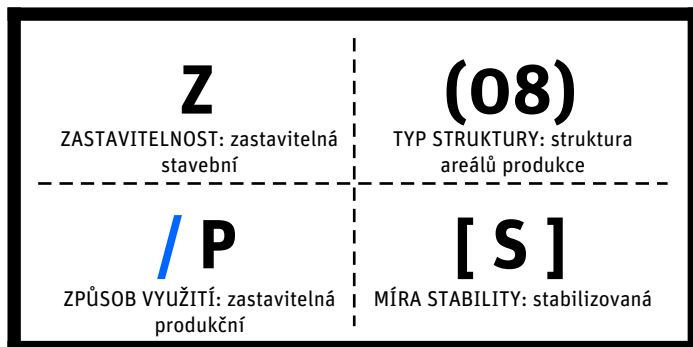 Z
ZASTAVITELNOST: zastavitelná
stavební
(08)
TYP STRUKTURY: struktura
areálů produkce
/ P
ZPŮSOB VYUŽITÍ: zastavitelná
produkční
[ S ]
MÍRA STABILITY: stabilizovaná